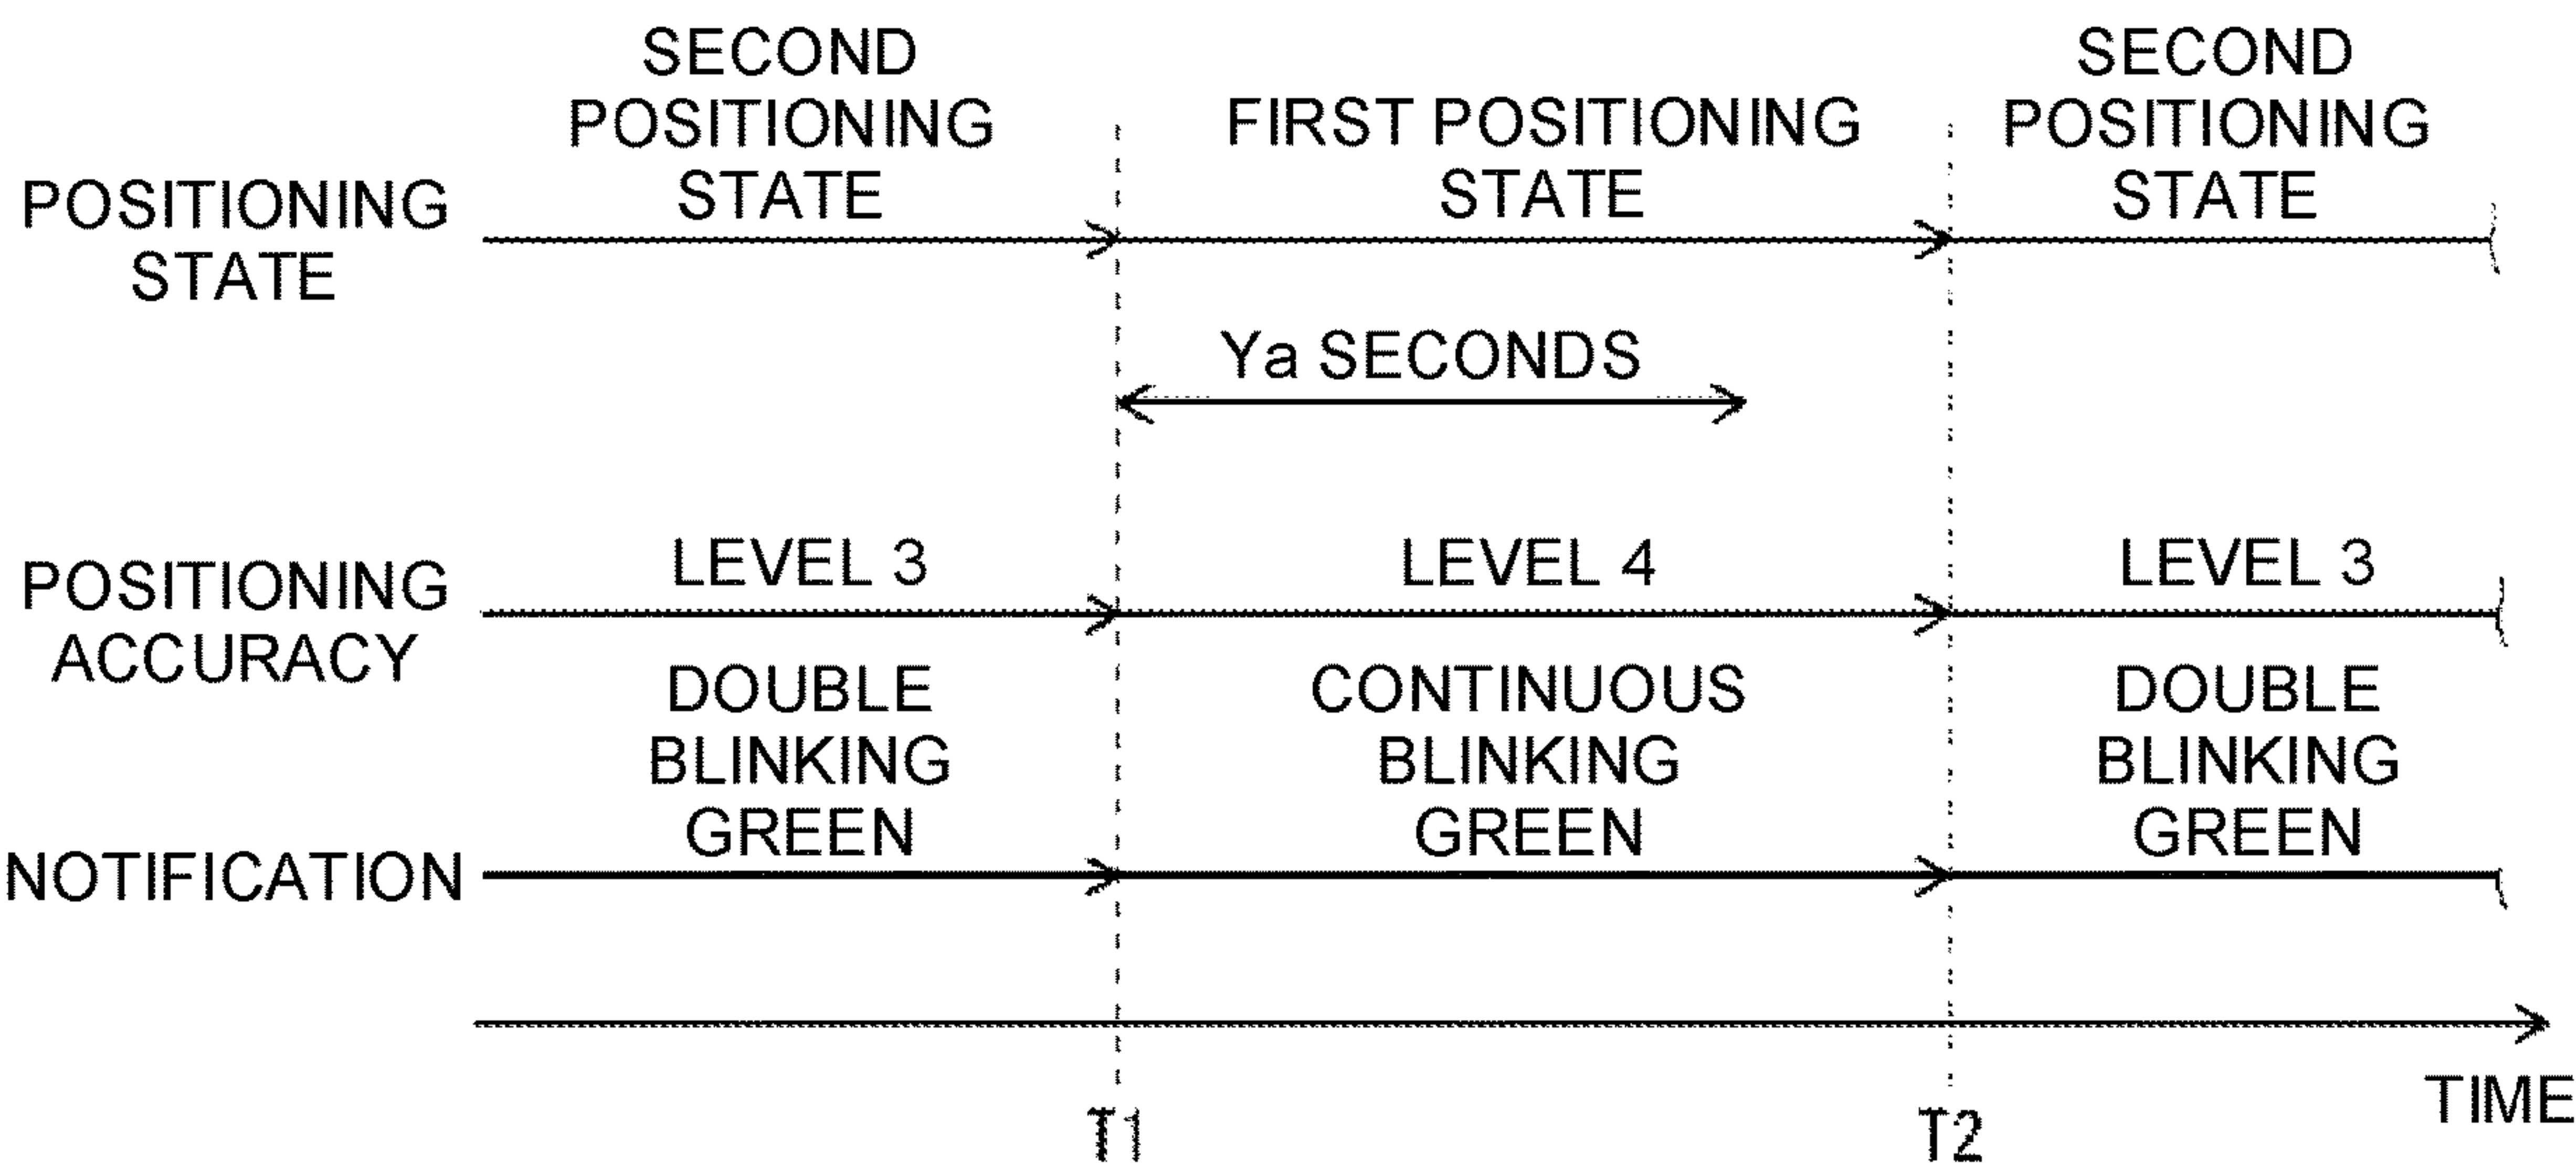 SECOND
POSITIONING
STATE
FIRST POSITIONING
STATE
SECOND
POSITIONING
STATE
POSITIONING
STATE
Ya SECONDS
POSITIONING
ACCURACY
LEVEL 3
LEVEL 4
LEVEL 3
NOTIFICATION
DOUBLE
BLINKING
GREEN
CONTINUOUS
BLINKING
GREEN
DOUBLE
BLINKING
GREEN
TIME
T1
T2